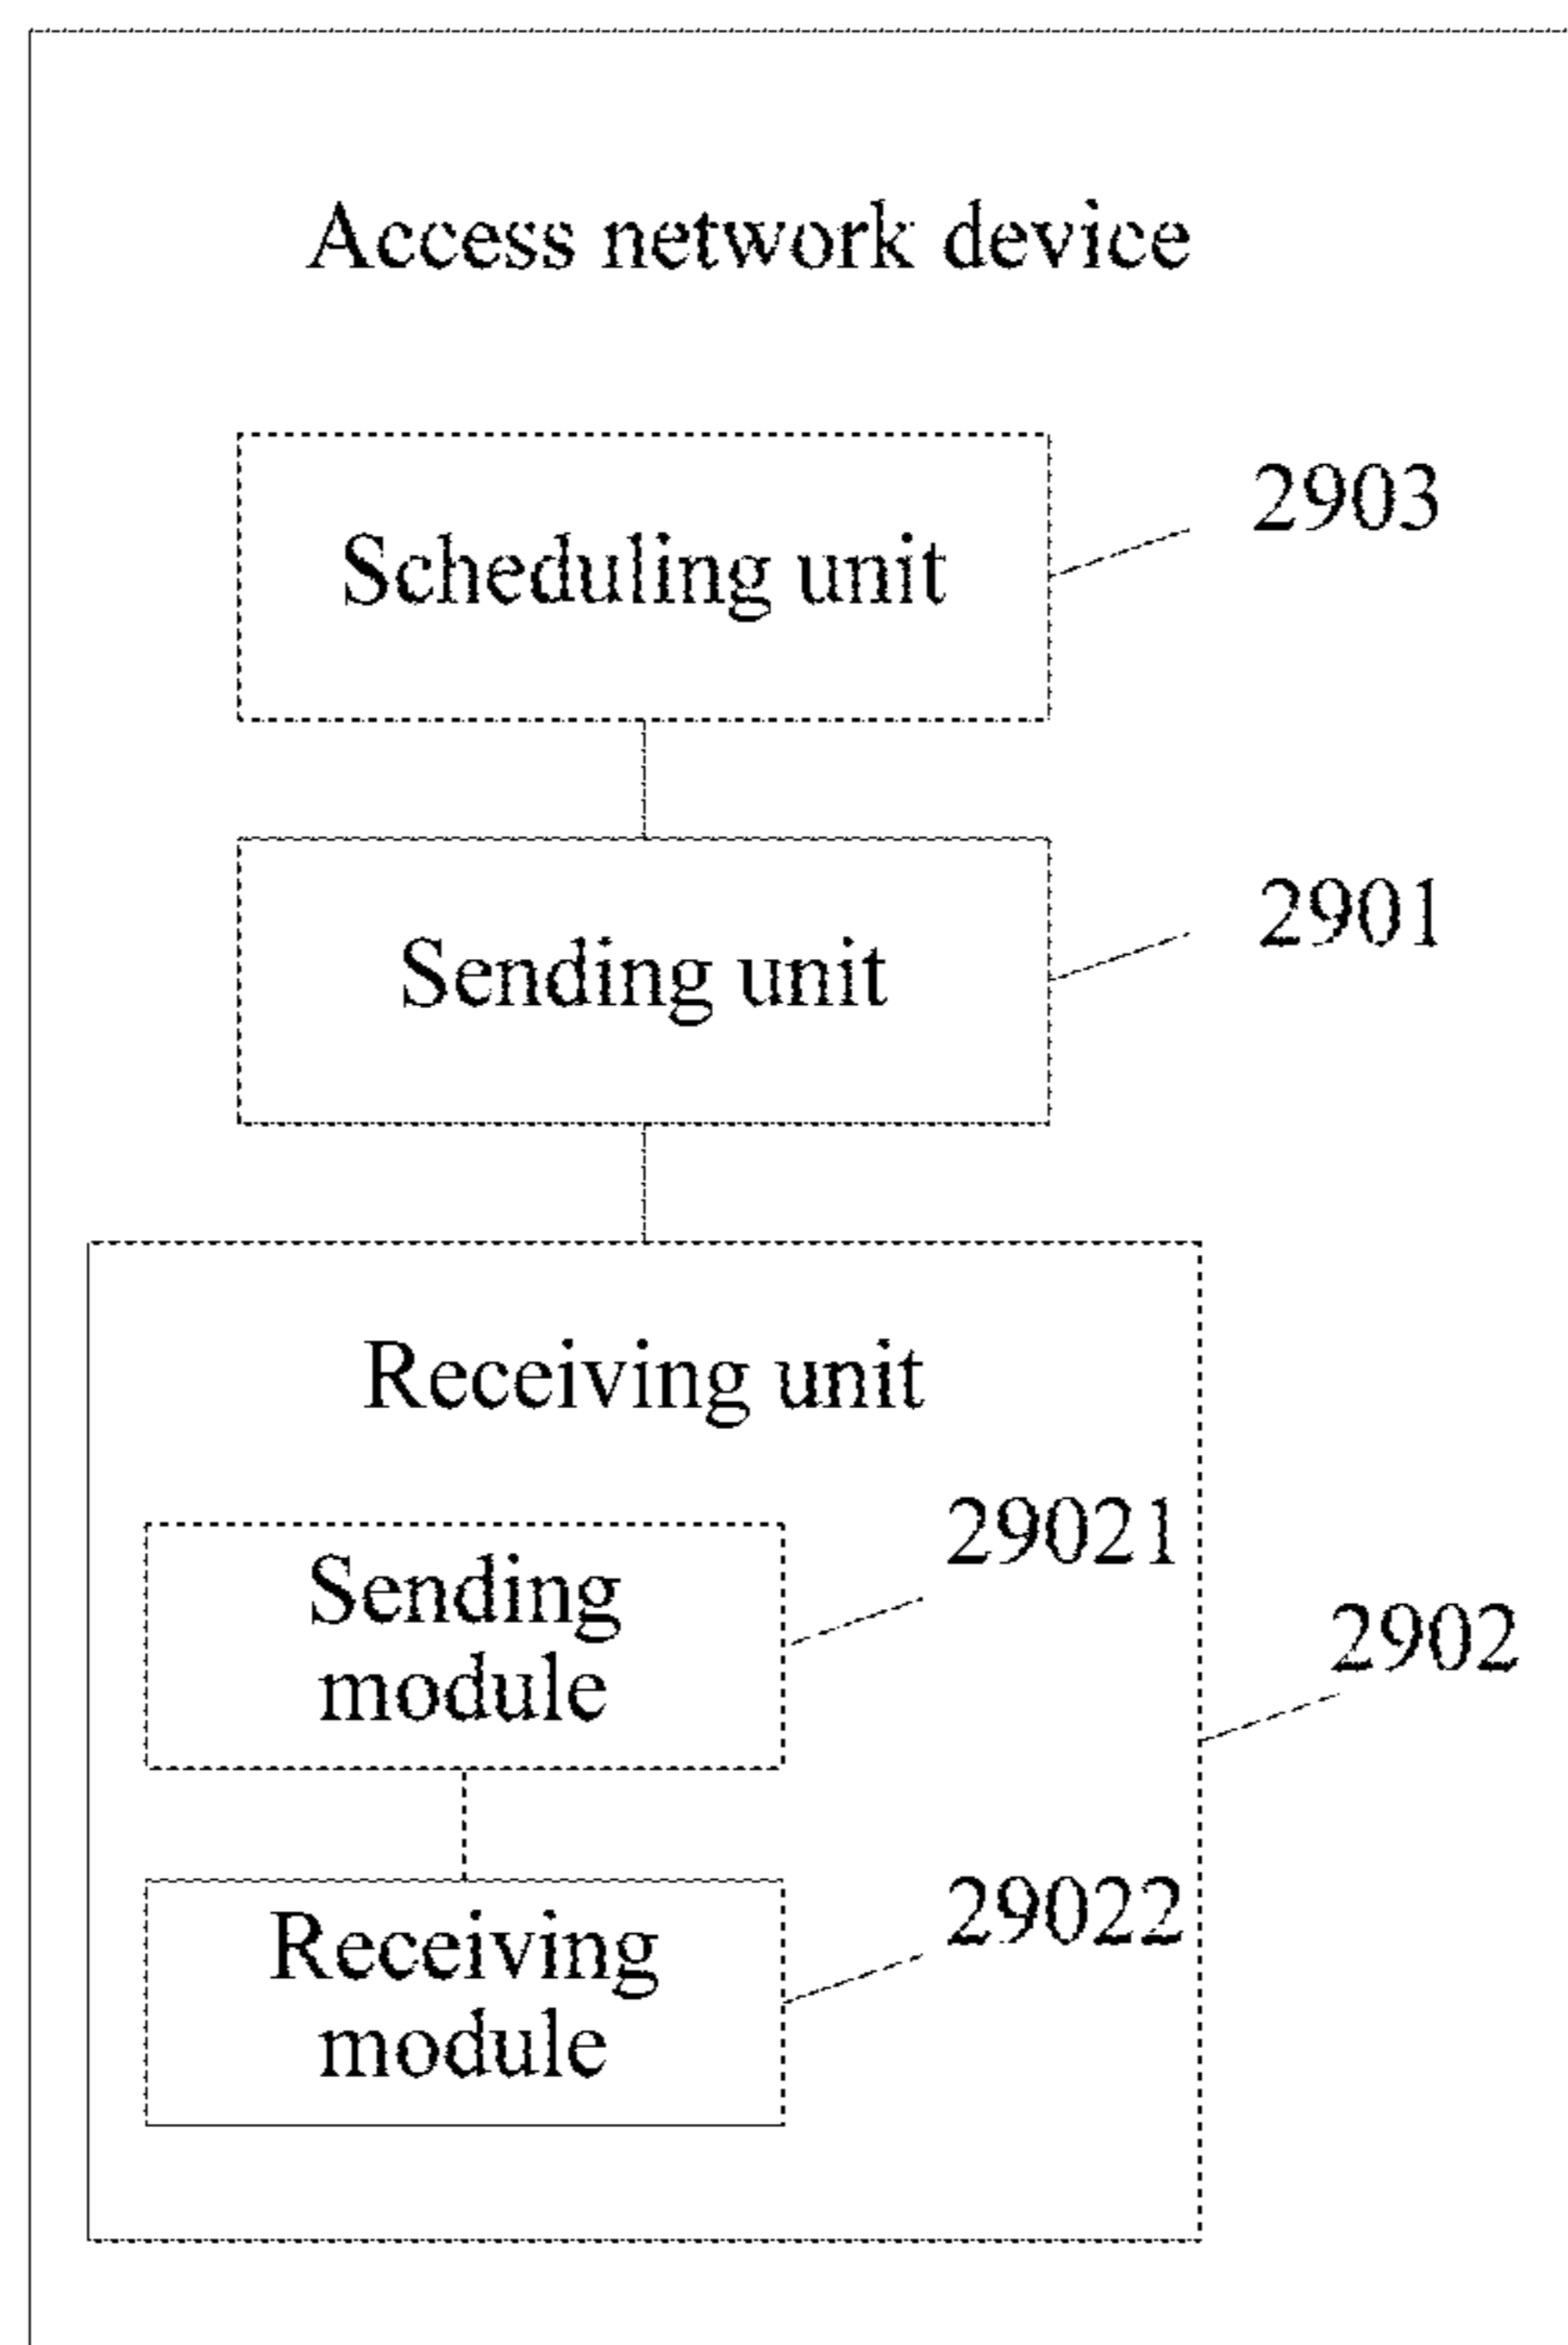 Access network device
2903
Scheduling unit
2901
Sending unit
Receiving unit
29021
Sending
module
2902
29022
Receiving
module